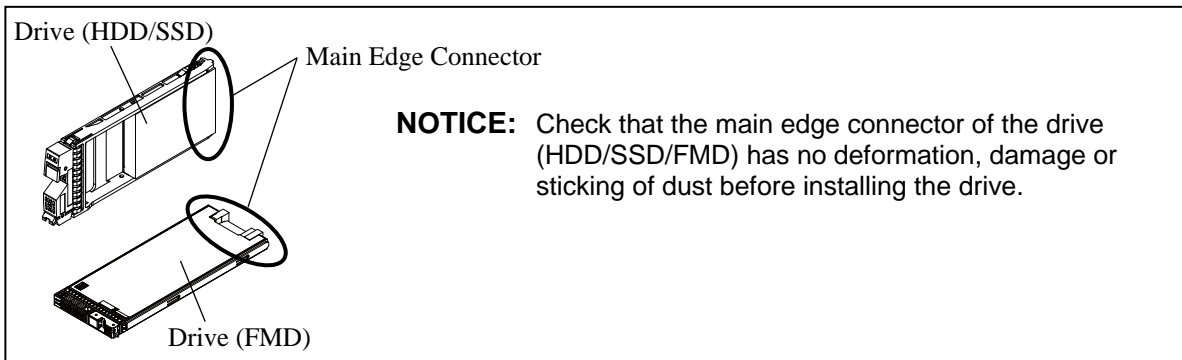 Drive (HDD/SSD)
Main Edge Connector
NOTICE: Check that the main edge connector of the drive
(HDD/SSD/FMD) has no deformation, damage or
sticking of dust before installing the drive.
Drive (FMD)